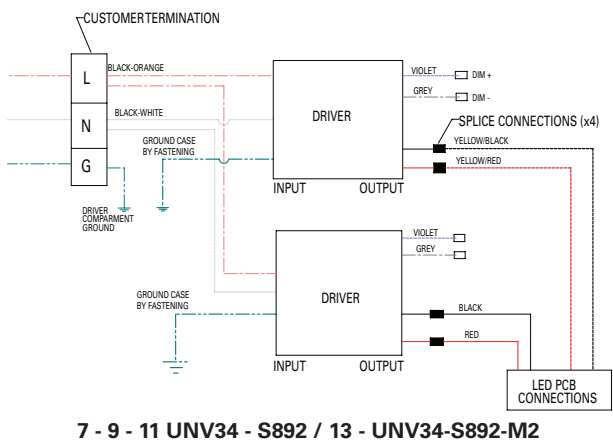 CUSTOMER TERMINATION
L
BLACK-ORANGE
N
BLACK-WHITE
G
GROUND CASE
BY FASTENING
DRIVER
COMPARMENT
GROUND
DRIVER
INPUT
OUTPUT
VIOLET
DIM +
GREY
DIM -
SPLICE CONNECTIONS (x4)
YELLOW/BLACK
YELLOW/RED
GROUND CASE
BY FASTENING
DRIVER
INPUT
OUTPUT
VIOLET
GREY
BLACK
RED
LED PCB
CONNECTIONS
7 - 9 - 11 UNV34 - S892 / 13 - UNV34-S892-M2